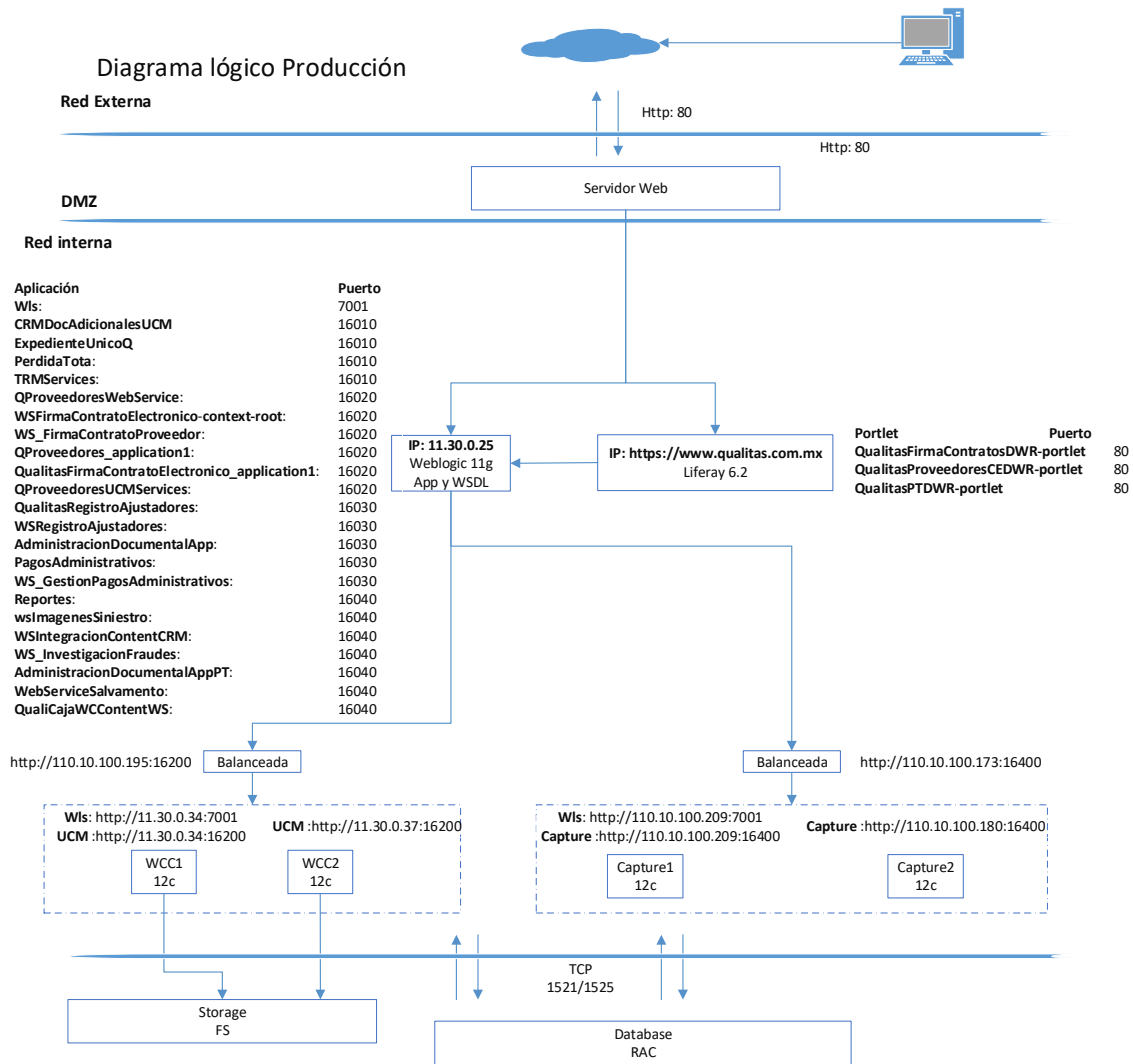 Diagrama lógico Producción
Red Externa
Http: 80
Http: 80
Servidor Web
DMZ
Red interna
Aplicación Puerto
Wls: 7001
CRMDocAdicionalesUCM 16010
ExpedienteUnicoQ 16010
PerdidaTota: 16010
TRMServices: 16010
QProveedoresWebService: 16020
WSFirmaContratoElectronico-context-root: 16020
WS_FirmaContratoProveedor: 16020
QProveedores_application1: 16020
QualitasFirmaContratoElectronico_application1: 16020
QProveedoresUCMServices: 16020
QualitasRegistroAjustadores: 16030
WSRegistroAjustadores: 16030
AdministracionDocumentalApp: 16030
PagosAdministrativos: 16030
WS_GestionPagosAdministrativos: 16030
Reportes: 16040
wsImagenesSiniestro: 16040
WSIntegracionContentCRM: 16040
WS_InvestigacionFraudes: 16040
AdministracionDocumentalAppPT: 16040
WebServiceSalvamento: 16040
QualiCajaWCContentWS: 16040
IP: 11.30.0.25
Weblogic 11g
App y WSDL
IP: https://www.qualitas.com.mx
Liferay 6.2
Portlet Puerto
QualitasFirmaContratosDWR-portlet 80
QualitasProveedoresCEDWR-portlet 80
QualitasPTDWR-portlet 80
http://110.10.100.195:16200
Balanceada
Balanceada
http://110.10.100.173:16400
Wls: http://11.30.0.34:7001
UCM :http://11.30.0.34:16200
UCM :http://11.30.0.37:16200
WCC1
12c
WCC2
12c
Wls: http://110.10.100.209:7001
Capture :http://110.10.100.209:16400
Capture :http://110.10.100.180:16400
Capture1
12c
Capture2
12c
TCP
1521/1525
Storage
FS
Database
RAC